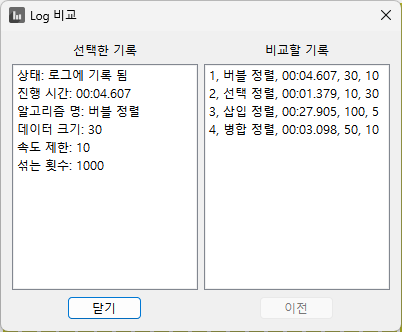 Log 비교
선택한 기록
상태: 로그에 기록 됨
진행 시간: 00:04.607
알고리즘 명: 버블 정렬
데이터 크기: 30
속도 제한: 10
섞는 횟수: 1000
비교할 기록
1, 버블 정렬, 00:04.607, 30, 10
2, 선택 정렬, 00:01.379, 10, 30
3, 삽입 정렬, 00:27.905, 100, 5
4, 병합 정렬, 00:03.098, 50, 10
닫기
이전